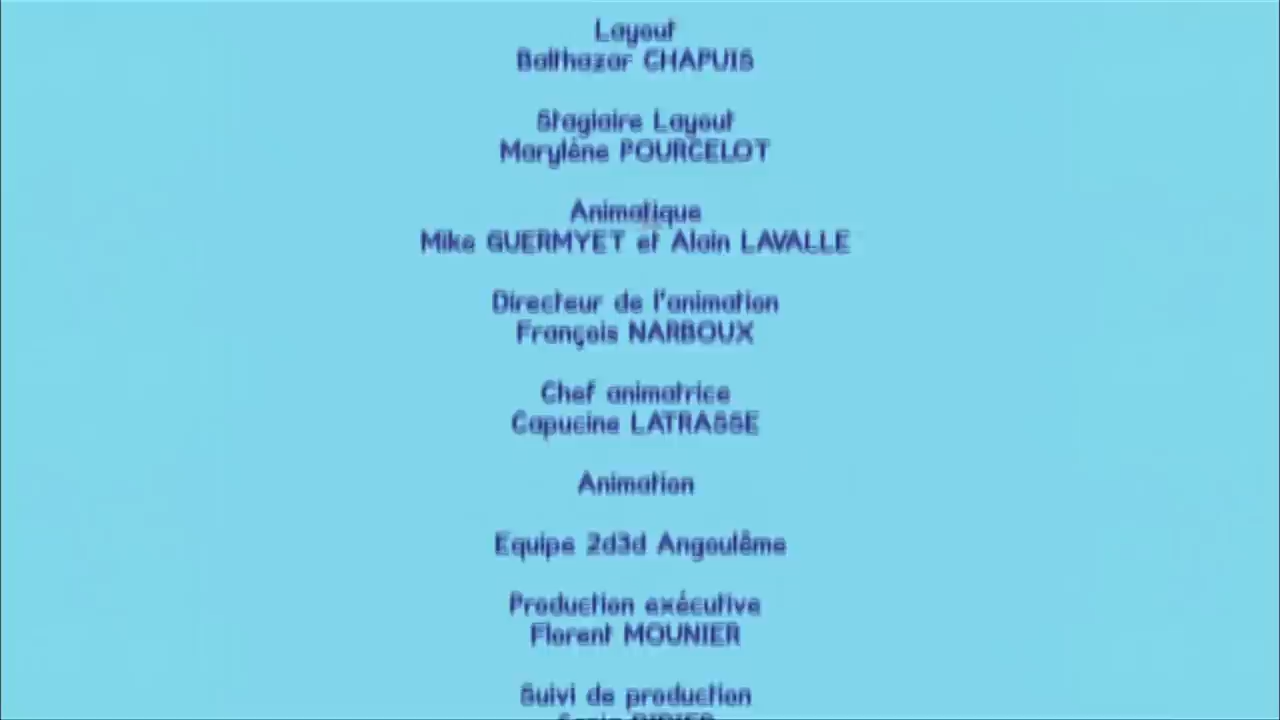 Layout
Balthazar CHAPUIS
Stagiaire Layout
Marylène POURCELOT
Animatique
Mike GUERMYET et Alain LAVALLE
Directeur de l'animation
François NARBOUX
Chef animatrice
Capucine LATRASSE
Animation
Equipe 2d3d Angoulême
Production exécutive
Florent MOUNIER
Suivi de production